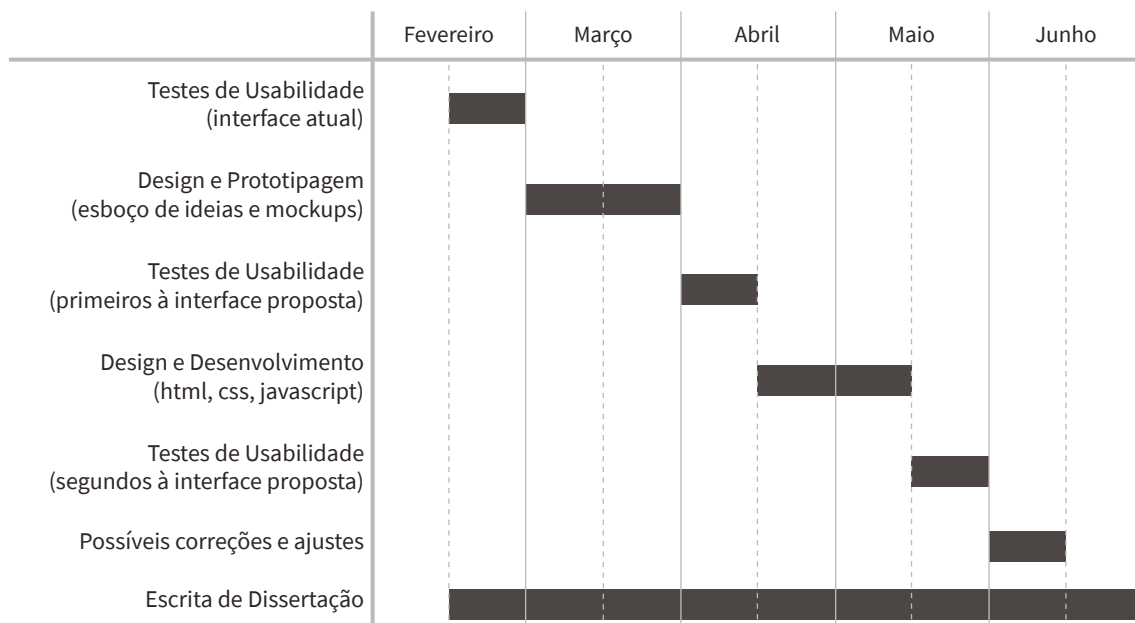 Fevereiro Março Abril Maio Junho
Testes de Usabilidade
(interface atual)
Design e Prototipagem
(esboço de ideias e mockups)
Testes de Usabilidade
(primeiros à interface proposta)
Design e Desenvolvimento
(html, css, javascript)
Testes de Usabilidade
(segundos à interface proposta)
Possíveis correções e ajustes
Escrita de Dissertação